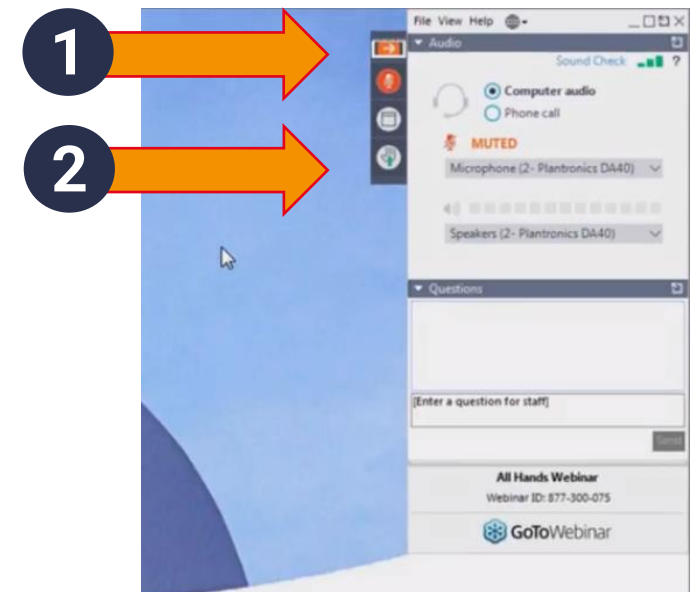 1
2
File View Help
Audio
Sound Check ?
Computer audio
Phone call
MUTED
Microphone (2- Plantronics DA40)
Speakers (2- Plantronics DA40)
Questions
[Enter a question for staff]
Send
All Hands Webinar
Webinar ID: 877-300-075
GoToWebinar